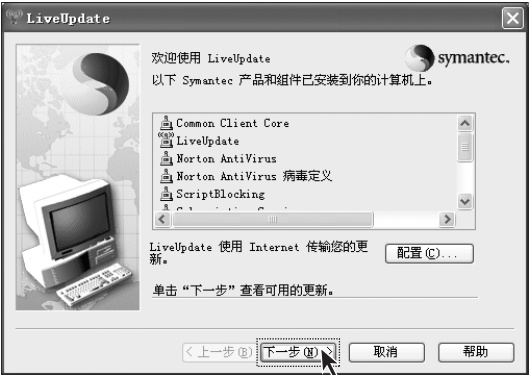 LiveUpdate
symantec.
欢迎使用 LiveUpdate
以下 Symantec 产品和组件已安装到你的计算机上。
Common Client Core
LiveUpdate
Norton AntiVirus
Norton AntiVirus 病毒定义
ScriptBlocking
LiveUpdate 使用 Internet 传输您的更
新。
配置(C)...
单击“下一步”查看可用的更新。
<上一步(B)
下一步(N)>
取消
帮助